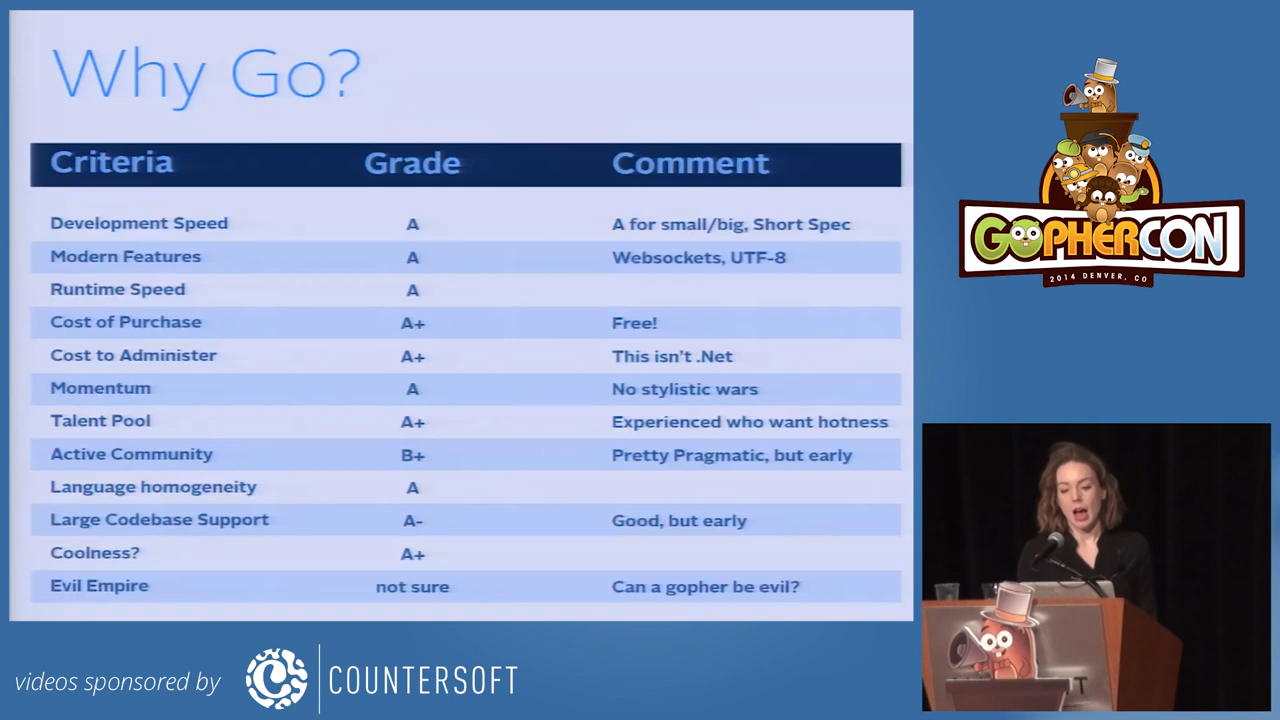 Why Go?
Criteria Grade Comment
Development Speed A A for small/big, Short Spec
Modern Features A Websockets, UTF-8
Runtime Speed A
Cost of Purchase A+ Free!
Cost to Administer A+ This isn't .Net
Momentum A No stylistic wars
Talent Pool A+ Experienced who want hotness
Active Community B+ Pretty Pragmatic, but early
Language homogeneity A
Large Codebase Support A- Good, but early
Coolness? A+
Evil Empire not sure Can a gopher be evil?
GOPHERCON
2014 DENVER, CO
videos sponsored by COUNTERSOFT